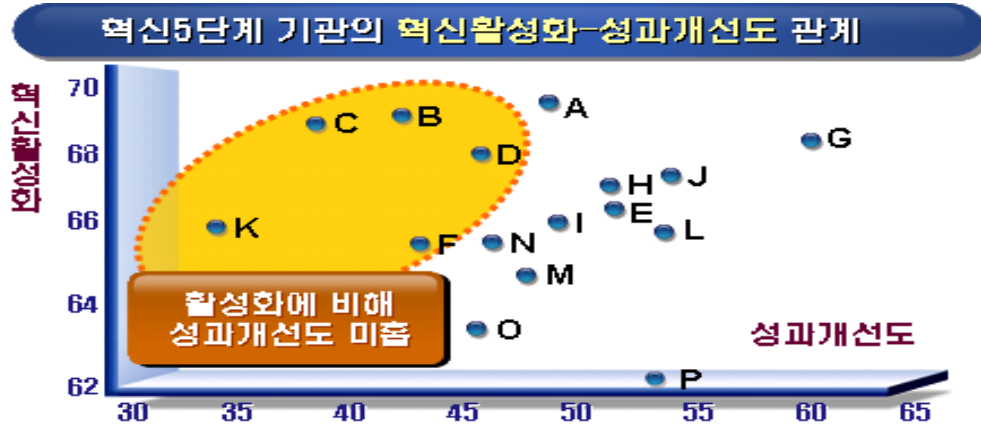 혁신5단계 기관의 혁신활성화-성과개선도 관계
혁신활성화
70
68
66
64
62
A
B
C
D
G
H
J
K
E
F
I
L
N
M
O
P
활성화에 비해
성과개선도 미흡
성과개선도
30 35 40 45 50 55 60 65